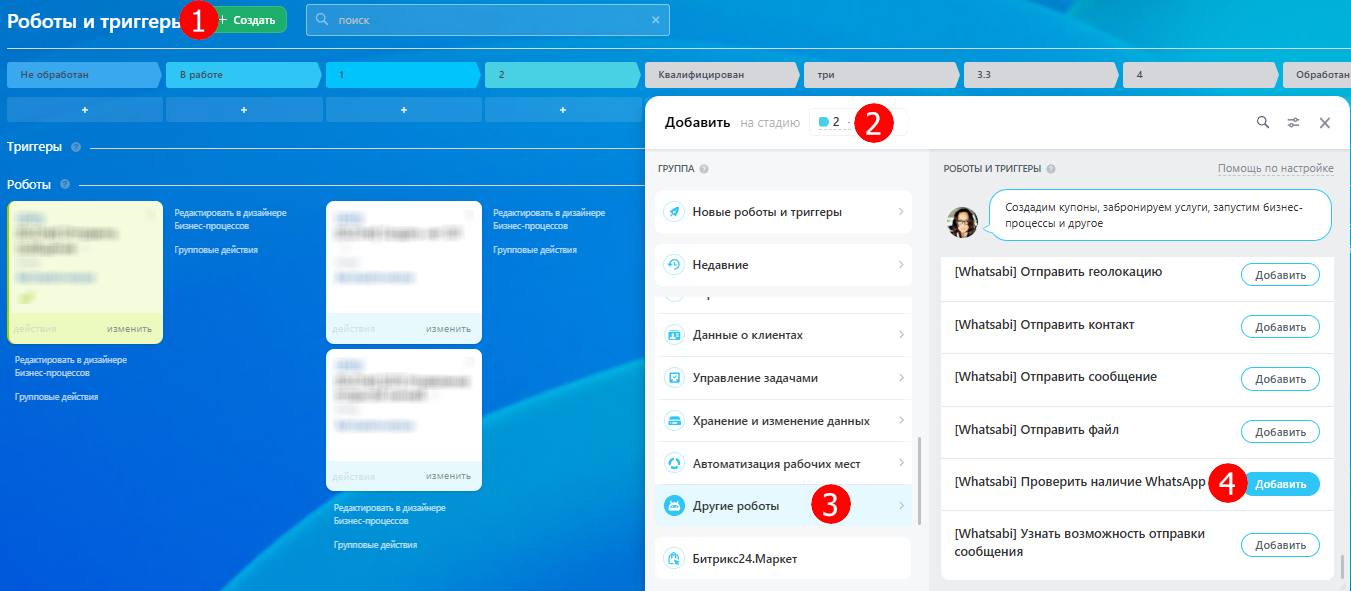 Роботы и триггеры
1
+ Создать
поиск
Не обработан
В работе
1
2
Квалифицирован
три
3.3
4
Обработан
+
+
+
+
Триггеры
Роботы
Редактировать в дизайнере
Бизнес-процессов
Групповые действия
действия
изменить
Редактировать в дизайнере
Бизнес-процессов
Групповые действия
Редактировать в дизайнере
Бизнес-процессов
Групповые действия
действия
изменить
действия
изменить
Редактировать в дизайнере
Бизнес-процессов
Групповые действия
Добавить на стадию 2
2
ГРУППА
Новые роботы и триггеры
Недавние
Данные о клиентах
Управление задачами
Хранение и изменение данных
Автоматизация рабочих мест
Другие роботы
3
Битрикс24.Маркет
РОБОТЫ И ТРИГГЕРЫ
Помощь по настройке
Создадим купоны, забронируем услуги, запустим бизнес-
процессы и другое
[Whatsabi] Отправить геолокацию
Добавить
[Whatsabi] Отправить контакт
Добавить
[Whatsabi] Отправить сообщение
Добавить
[Whatsabi] Отправить файл
Добавить
[Whatsabi] Проверить наличие WhatsApp
4
Добавить
[Whatsabi] Узнать возможность отправки
сообщения
Добавить